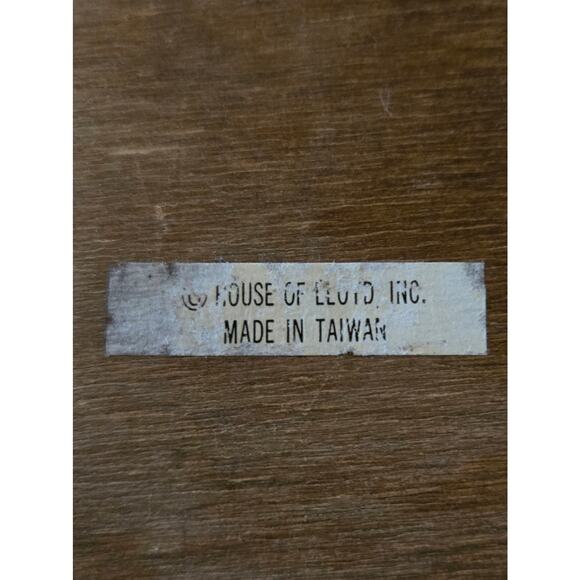 © HOUSE OF LLOYD, INC.
MADE IN TAIWAN